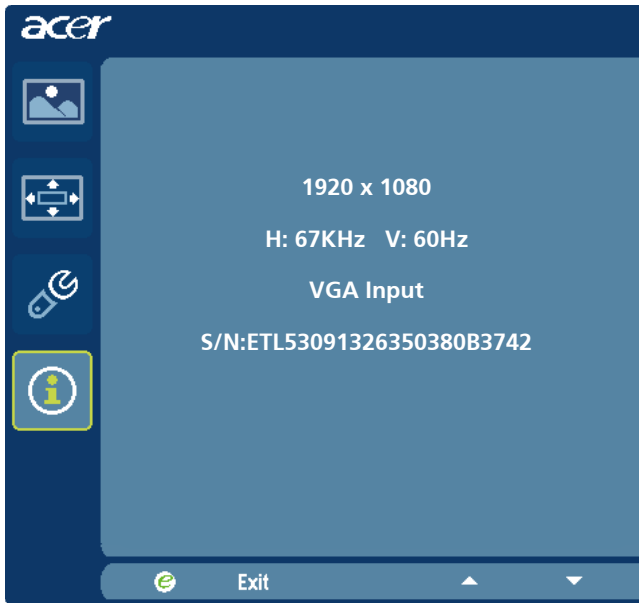 acer
1920 x 1080
H: 67KHz V: 60Hz
VGA Input
S/N:ETL53091326350380B3742
e Exit